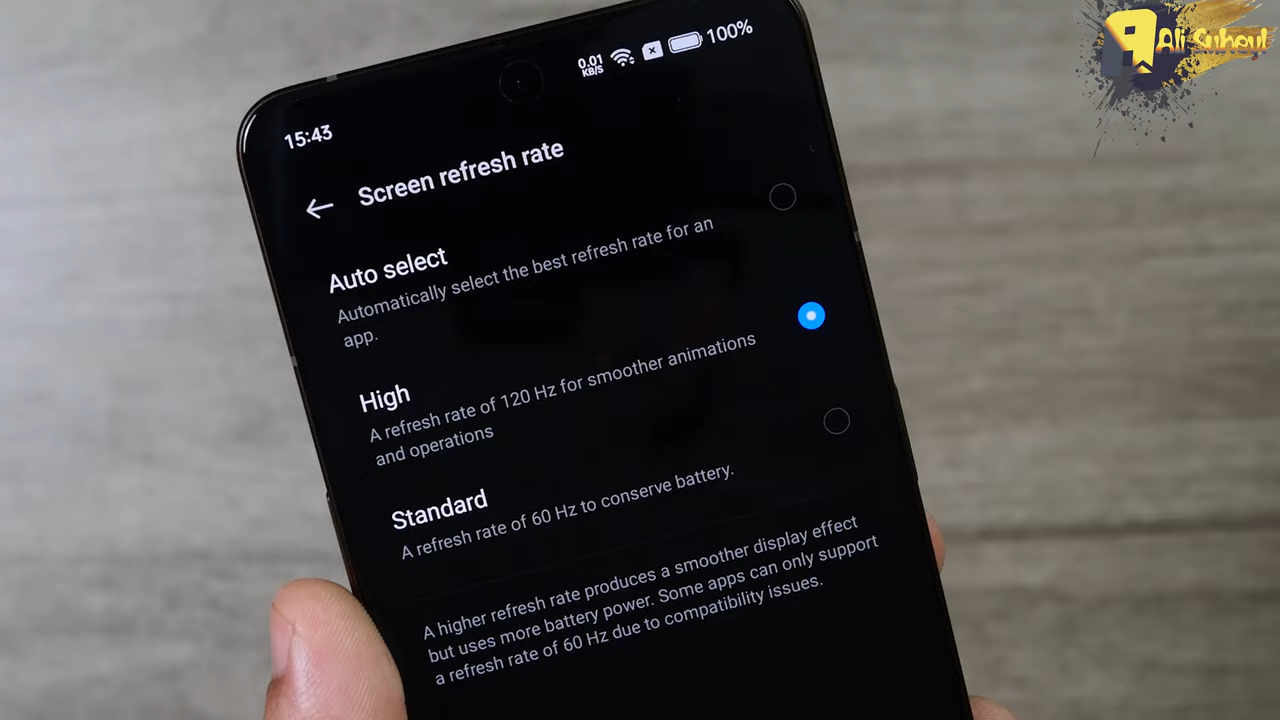 Ali Suheyl
0.01
KB/S
100%
15:43
Screen refresh rate
Auto select
Automatically select the best refresh rate for an
app.
High
A refresh rate of 120 Hz for smoother animations
and operations
Standard
A refresh rate of 60 Hz to conserve battery.
A higher refresh rate produces a smoother display effect
but uses more battery power. Some apps can only support
a refresh rate of 60 Hz due to compatibility issues.